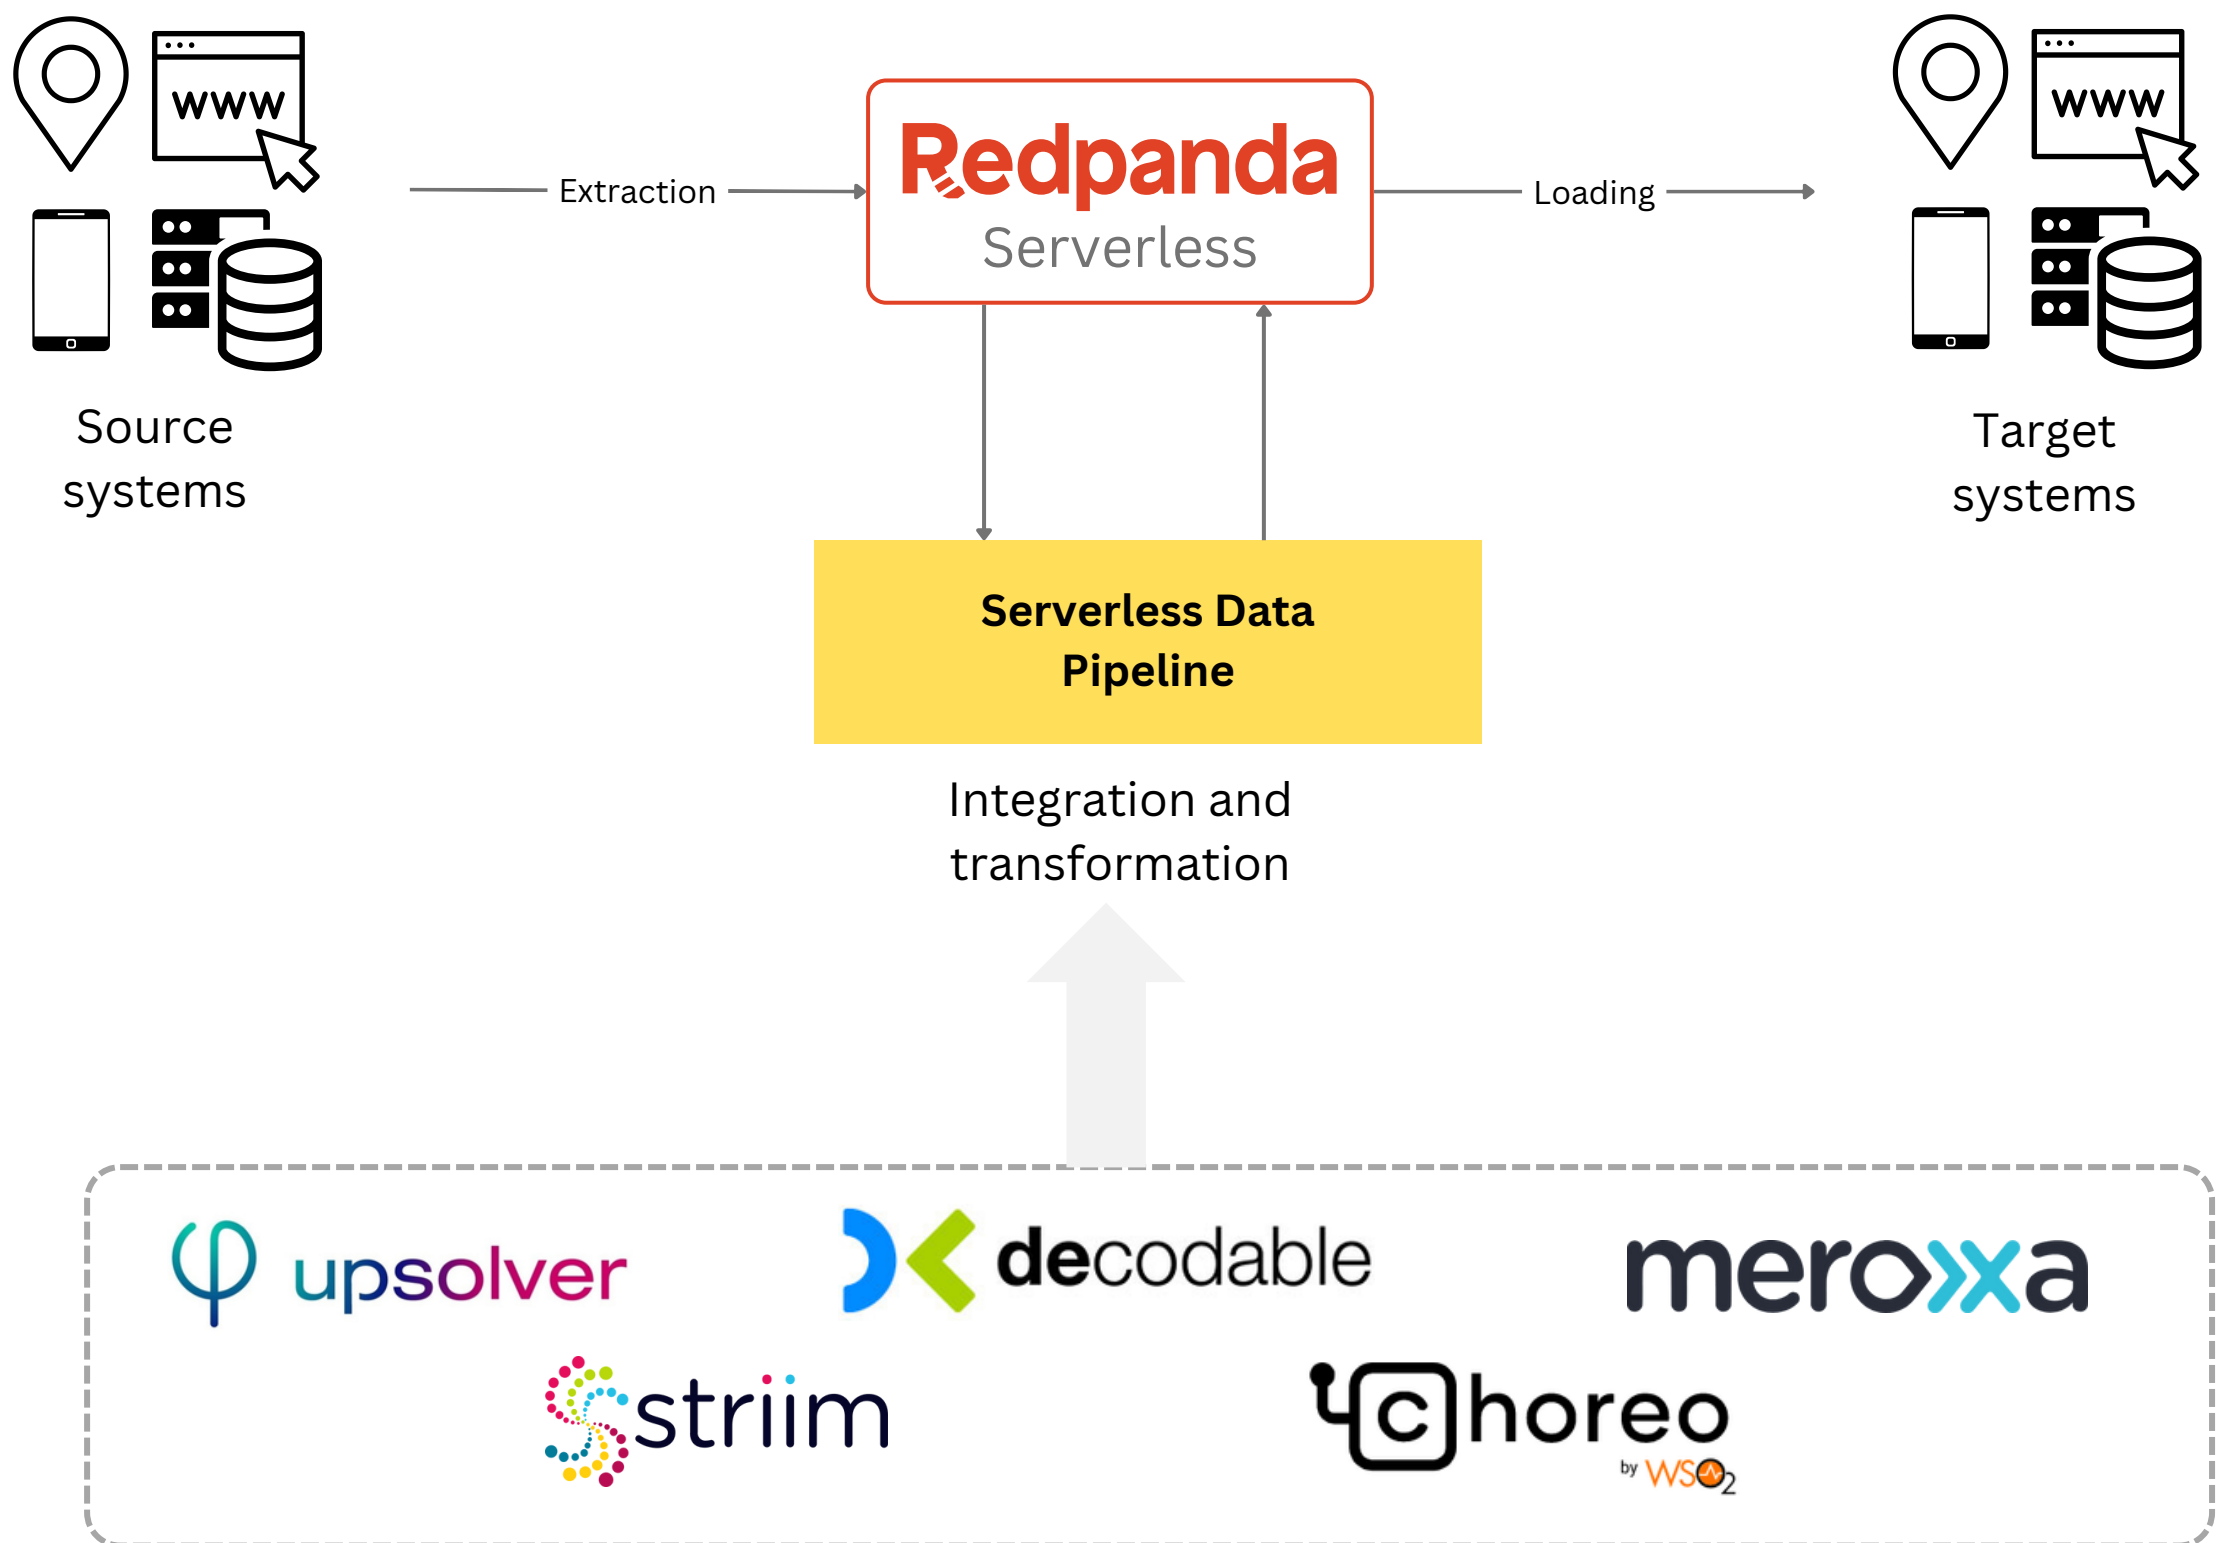 WWW
WWW
Redpanda
Serverless
Extraction
Loading
Source
systems
Target
systems
Serverless Data
Pipeline
Integration and
transformation
upsolver
decodable
meroxa
striim
choreo
by WSO2